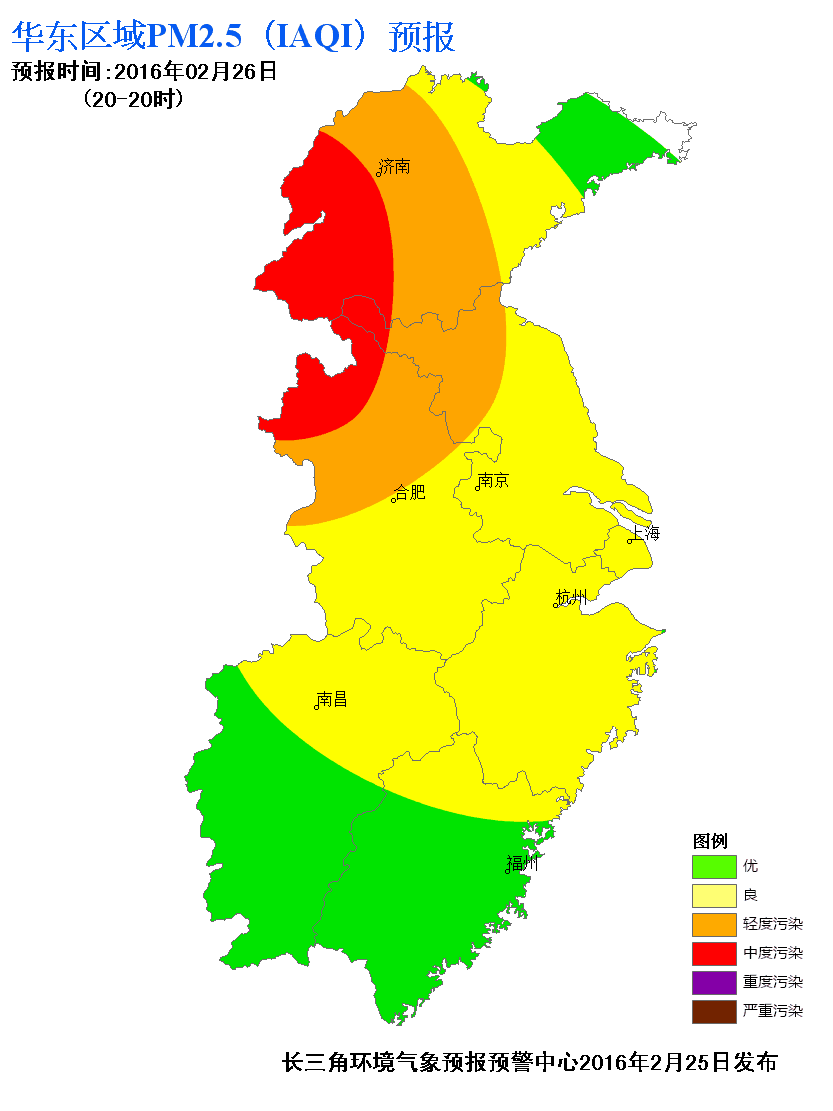 华东区域PM2.5（IAQI）预报
预报时间:2016年02月26日
(20-20时)
济南
南京
合肥
上海
杭州
南昌
福州
图例
优
良
轻度污染
中度污染
重度污染
严重污染
长三角环境气象预报预警中心2016年2月25日发布